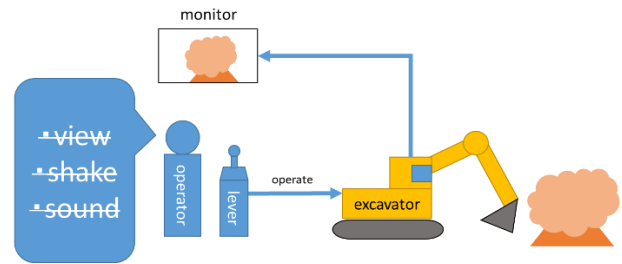 monitor
▪view
▪shake
▪sound
operator
lever
operate
excavator